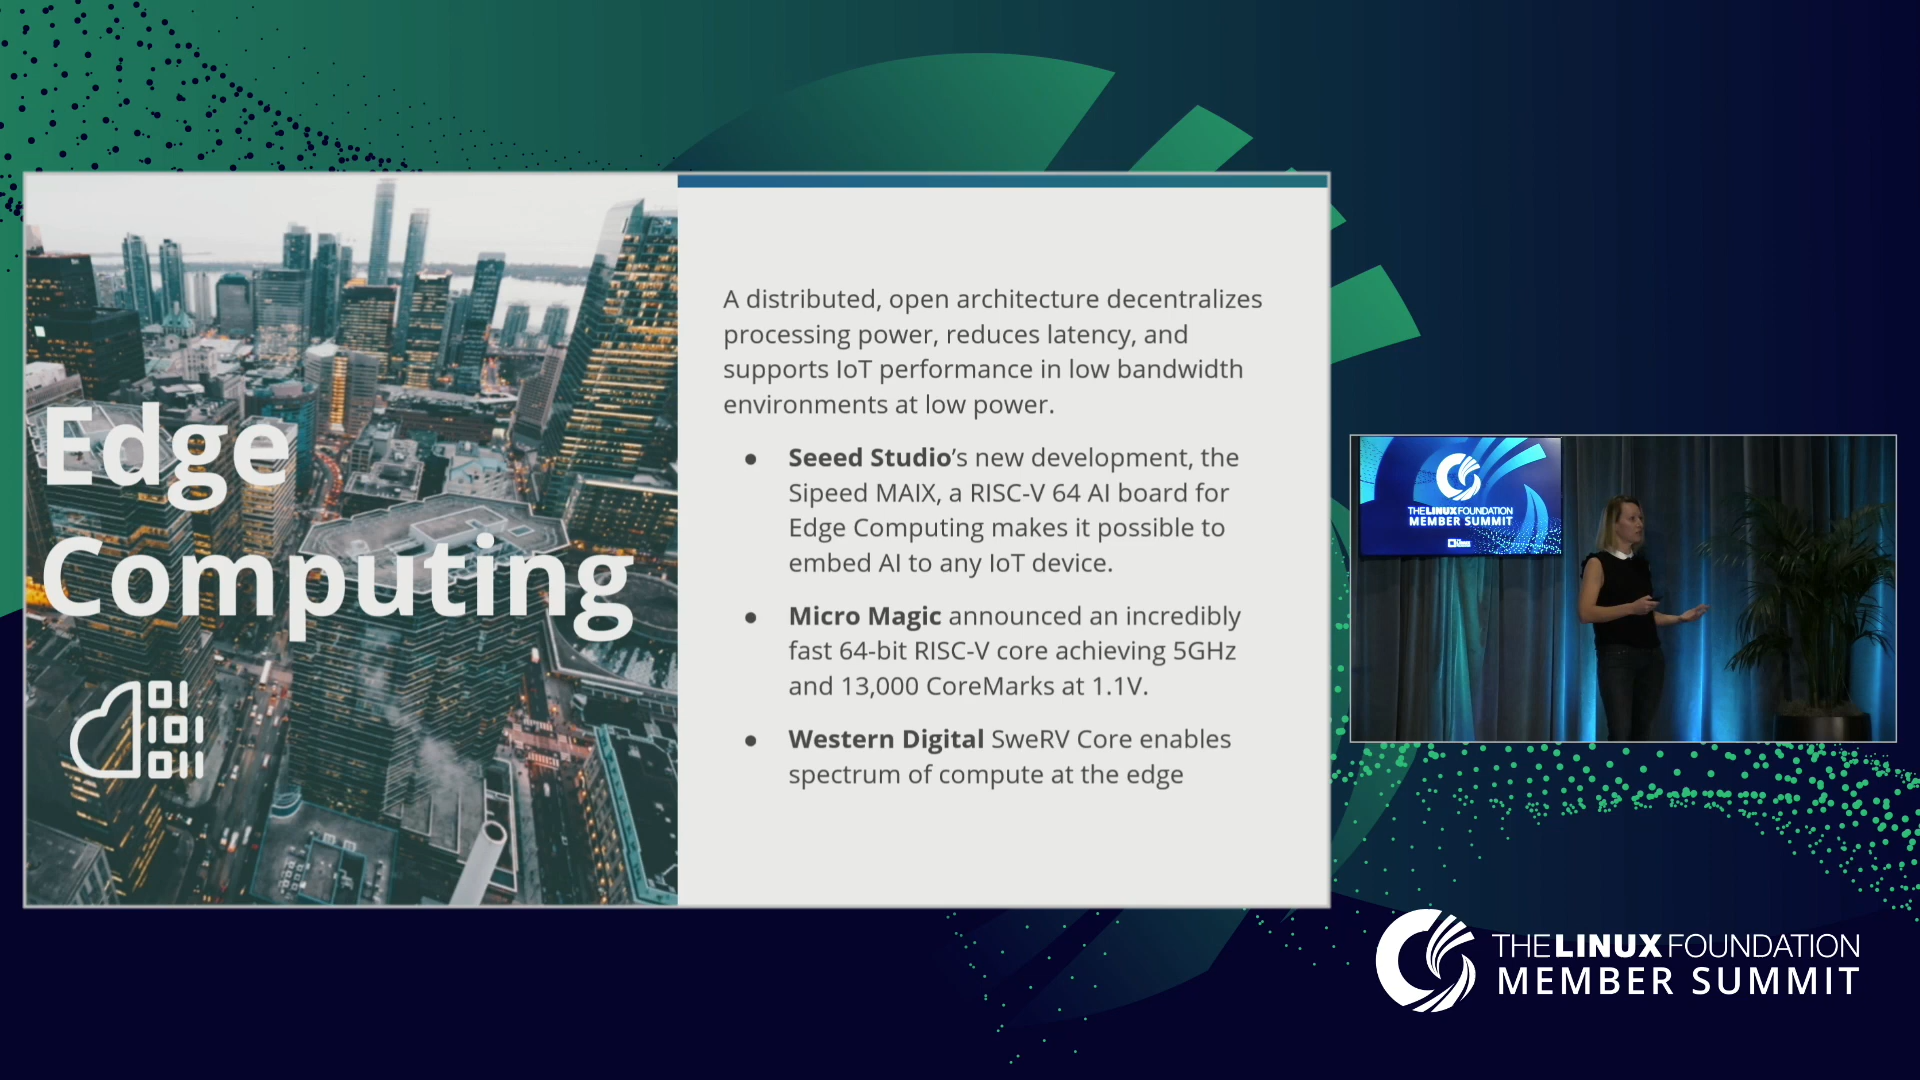 Edge
Computing
A distributed, open architecture decentralizes
processing power, reduces latency, and
supports IoT performance in low bandwidth
environments at low power.
● Seeed Studio's new development, the
Sipeed MAIX, a RISC-V 64 AI board for
Edge Computing makes it possible to
embed AI to any IoT device.
● Micro Magic announced an incredibly
fast 64-bit RISC-V core achieving 5GHz
and 13,000 CoreMarks at 1.1V.
● Western Digital SweRV Core enables
spectrum of compute at the edge
THE LINUX FOUNDATION
MEMBER SUMMIT
THE LINUX FOUNDATION
MEMBER SUMMIT